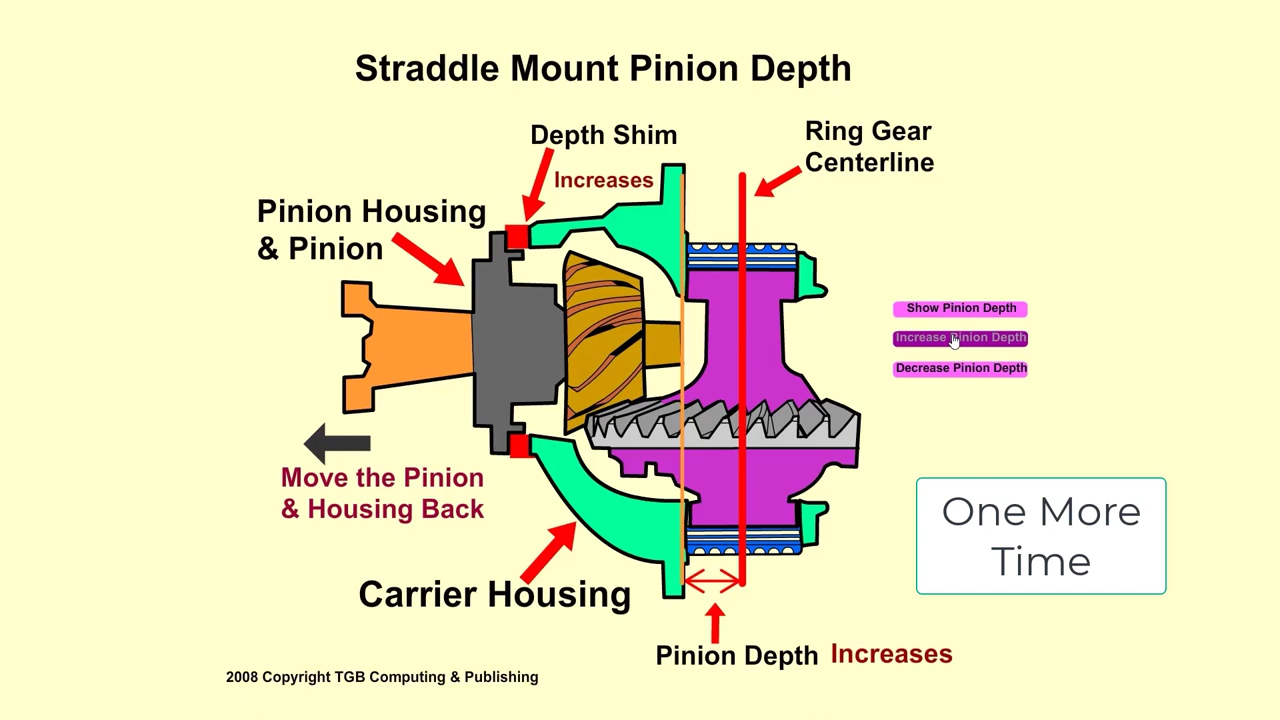 Straddle Mount Pinion Depth
Depth Shim
Increases
Ring Gear
Centerline
Pinion Housing
& Pinion
Show Pinion Depth
Increase Pinion Depth
Decrease Pinion Depth
Move the Pinion
& Housing Back
One More
Time
Carrier Housing
Pinion Depth Increases
2008 Copyright TGB Computing & Publishing